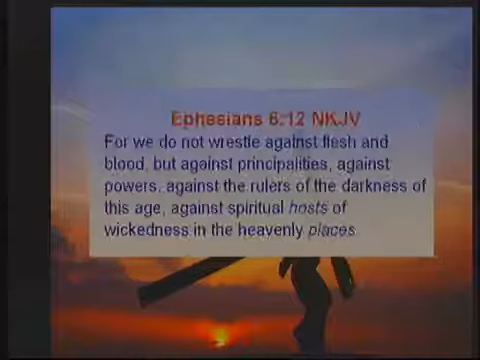 Ephesians 6:12 NKJV
For we do not wrestle against flesh and
blood, but against principalities, against
powers, against the rulers of the darkness of
this age, against spiritual hosts of
wickedness in the heavenly places.